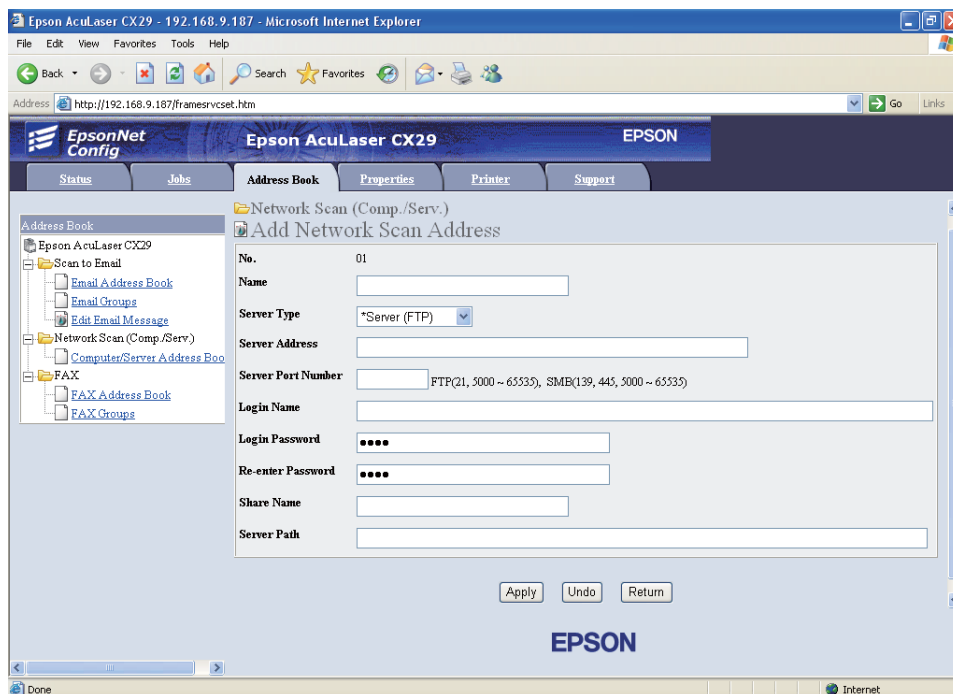 Epson AcuLaser CX29 - 192.168.9.187 - Microsoft Internet Explorer
File Edit View Favorites Tools Help
Back Search Favorites
Address http://192.168.9.187/framesrvcset.htm Go Links
EpsonNet
Config
Epson AcuLaser CX29
EPSON
Status Jobs Address Book Properties Printer Support
Address Book
Epson AcuLaser CX29
Scan to Email
Email Address Book
Email Groups
Edit Email Message
Network Scan (Comp./Serv.)
Computer/Server Address Boo
FAX
FAX Address Book
FAX Groups
Network Scan (Comp./Serv.)
Add Network Scan Address
No. 01
Name
Server Type *Server (FTP)
Server Address
Server Port Number FTP(21, 5000 ~ 65535), SMB(139, 445, 5000 ~ 65535)
Login Name
Login Password ••••
Re-enter Password ••••
Share Name
Server Path
Apply Undo Return
EPSON
Done Internet